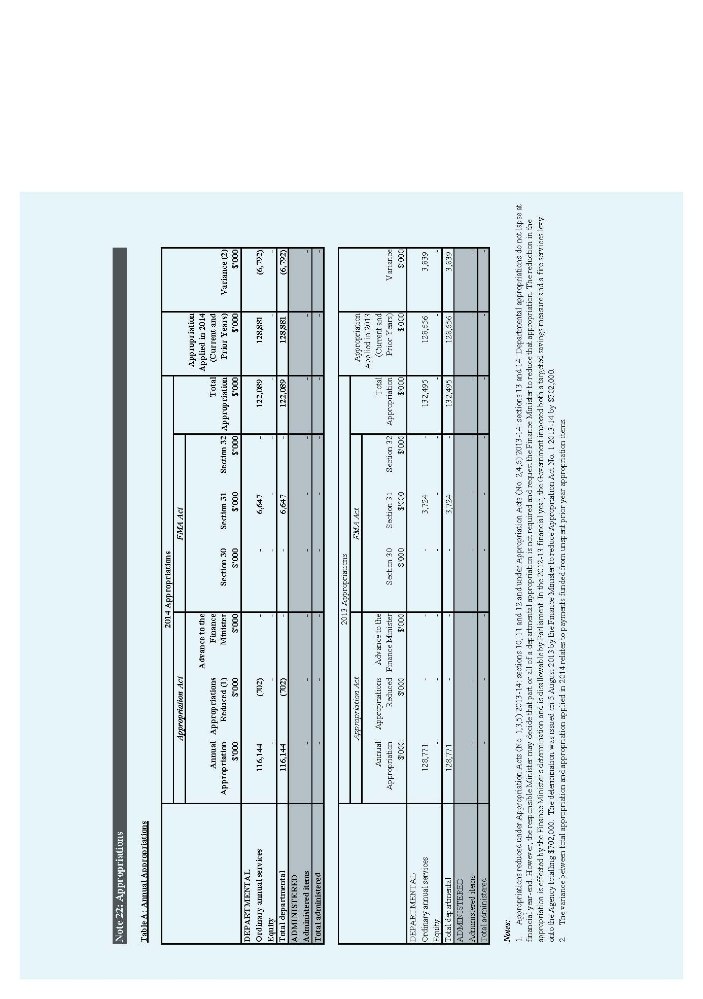 Note 22: Appropriations
Table A: Annual Appropriations
2014 Appropriations
Appropriation Act FMA Act
Annual Appropriation $'000 Appropriations Reduced (1) $'000 Advance to the Finance Minister $'000 Section 30 $'000 Section 31 $'000 Section 32 $'000 Total Appropriation $'000 Appropriation Applied in 2014 (Current and Prior Years) $'000 Variance (2) $'000
DEPARTMENTAL
Ordinary annual services 116,144 (702) - - 6,647 - 122,089 128,881 (6,792)
Equity - - - - - - - - -
Total departmental 116,144 (702) - - 6,647 - 122,089 128,881 (6,792)
ADMINISTERED
Administered items - - - - - - - - -
Total administered - - - - - - - - -
2013 Appropriations
Appropriation Act FMA Act
Annual Appropriation $'000 Appropriations Reduced $'000 Advance to the Finance Minister $'000 Section 30 $'000 Section 31 $'000 Section 32 $'000 Total Appropriation $'000 Appropriation Applied in 2013 (Current and Prior Years) $'000 Variance $'000
DEPARTMENTAL
Ordinary annual services 128,771 - - - 3,724 - 132,495 128,656 3,839
Equity - - - - - - - - -
Total departmental 128,771 - - - 3,724 - 132,495 128,656 3,839
ADMINISTERED
Administered items - - - - - - - - -
Total administered - - - - - - - - -
Notes:
1. Appropriations reduced under Appropriation Acts (No. 1,3,5) 2013-14: sections 10, 11 and 12 and under Appropriation Acts (No. 2,4,6) 2013-14: sections 13 and 14. Departmental appropriations do not lapse at
financial year-end. However, the responsible Minister may decide that part or all of a departmental appropriation is not required and request the Finance Minister to reduce that appropriation. The reduction in the
appropriation is effected by the Finance Minister's determination and is disallowable by Parliament. In the 2012-13 financial year, the Government imposed both a targeted savings measure and a fire services levy
onto the Agency totalling $702,000. The determination was issued on 5 August 2013 by the Finance Minister to reduce Appropriation Act No. 1 2013-14 by $702,000.
2. The variance between total appropriation and appropriation applied in 2014 relates to payments funded from unspent prior year appropriation items.